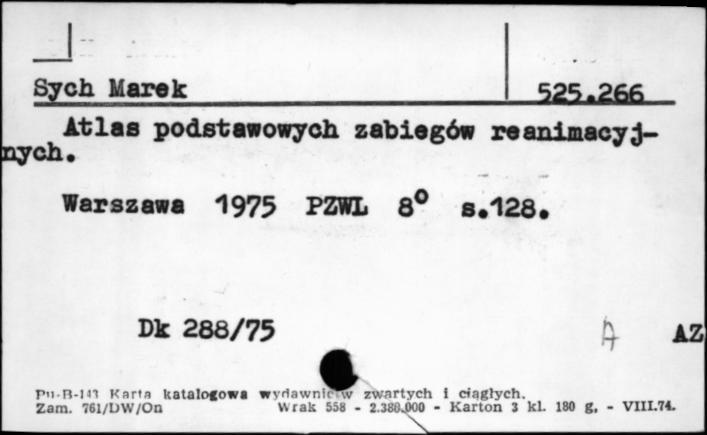 Sych Marek 525.266
Atlas podstawowych zabiegów reanimacyj-
nych.
Warszawa 1975 PZWL 8° s.128.
Dk 288/75 A AZ
Pu-B-143 Karta katalogowa wydawnictw zwartych i ciągłych.
Zam. 761/DW/On Wrak 558 - 2.380.000 - Karton 3 kl. 180 g, - VIII.74.